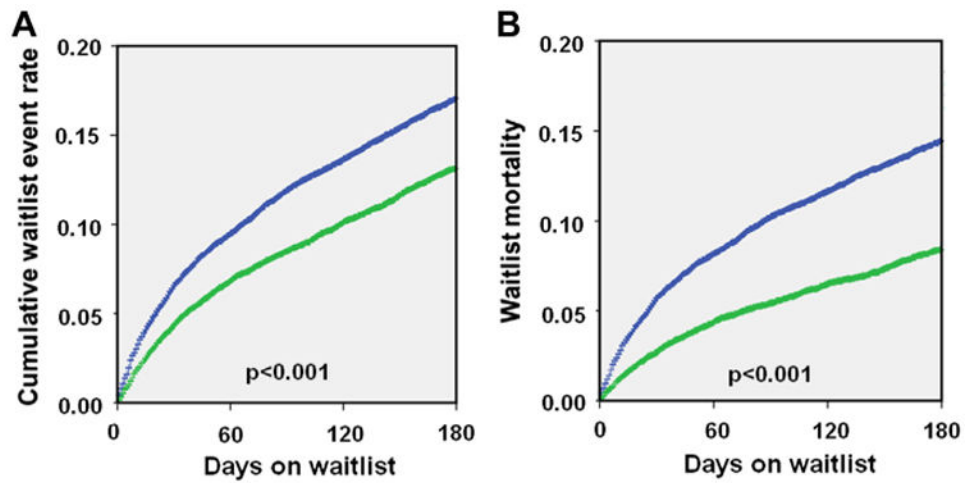 A
Cumulative waitlist event rate
0.20
0.15
0.10
0.05
0.00
p<0.001
0
60
120
180
Days on waitlist
B
Waitlist mortality
0.20
0.15
0.10
0.05
0.00
p<0.001
0
60
120
180
Days on waitlist